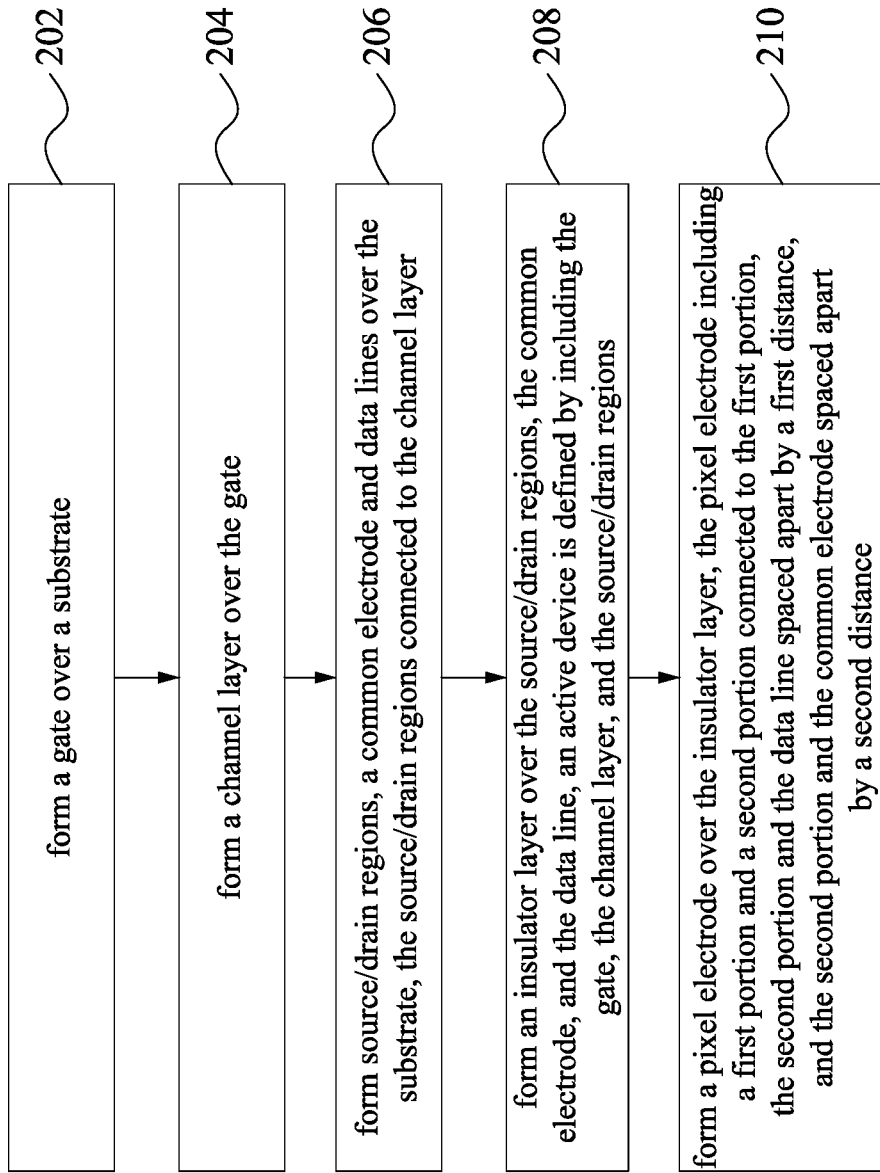 form a gate over a substrate
202
form a channel layer over the gate
204
form source/drain regions, a common electrode and data lines over the
substrate, the source/drain regions connected to the channel layer
206
form an insulator layer over the source/drain regions, the common
electrode, and the data line, an active device is defined by including the
gate, the channel layer, and the source/drain regions
208
form a pixel electrode over the insulator layer, the pixel electrode including
a first portion and a second portion connected to the first portion,
the second portion and the data line spaced apart by a first distance,
and the second portion and the common electrode spaced apart
by a second distance
210